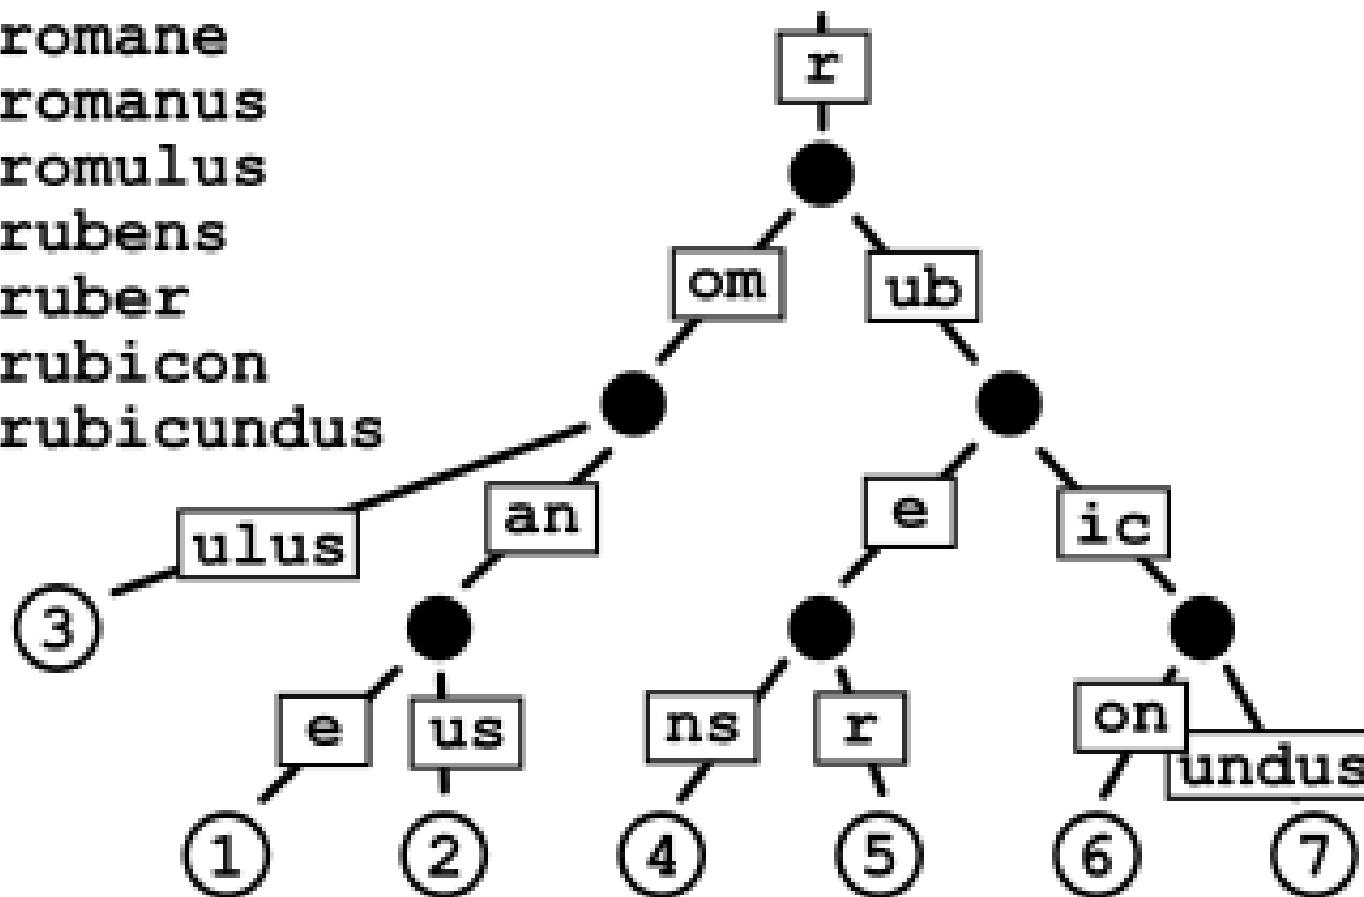 romane
romanus
romulus
rubens
ruber
rubicon
rubicundus
r
om ub
ulus an e ic
3
e us ns r on undus
1 2 4 5 6 7